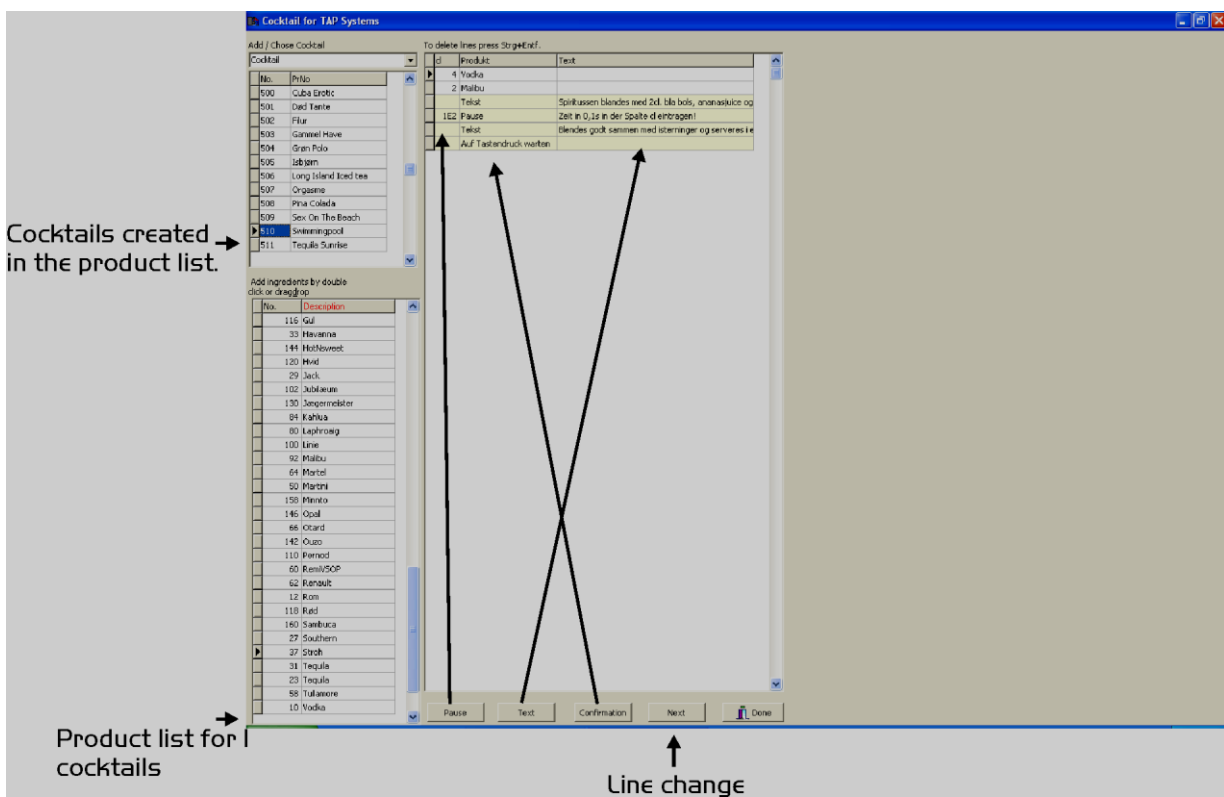 Cocktail for TAP Systems
Add / Chose Cocktail
Cocktail
No. PrNo
500 Cuba Erotic
501 Død Tante
502 Filur
503 Gammel Have
504 Grøn Polo
505 Isbjørn
506 Long Island Iced tea
507 Orgasme
508 Pina Colada
509 Sex On The Beach
510 Swimmingpool
511 Tequila Sunrise
Cocktails created
in the product list.
Add ingredients by double
click or dragdrop
No. Description
116 Gul
33 Havanna
144 HotNsweet
120 Hvid
29 Jack
102 Jubilæum
130 Jægermeister
84 Kahlua
80 Laphroaig
100 Linie
92 Malibu
64 Martel
50 Martini
158 Minnto
146 Opal
66 Otard
142 Ouzo
110 Pernod
60 RemiVSOP
62 Renault
12 Rom
118 Rød
160 Sambuca
27 Southern
37 Stroh
31 Tequila
23 Tequila
58 Tullamore
10 Vodka
Product list for
cocktails
To delete lines press Strg+Entf.
cl Produkt Text
4 Vodka
2 Malibu
Tekst Spiritussen blandes med 2cl. bla bols, ananasjuice og
1E2 Pause Zeit in 0,1s in der Spalte cl eintragen!
Tekst Blendes godt sammen med isterninger og serveres i e
Auf Tastendruck warten
Pause Text Confirmation Next Done
Line change